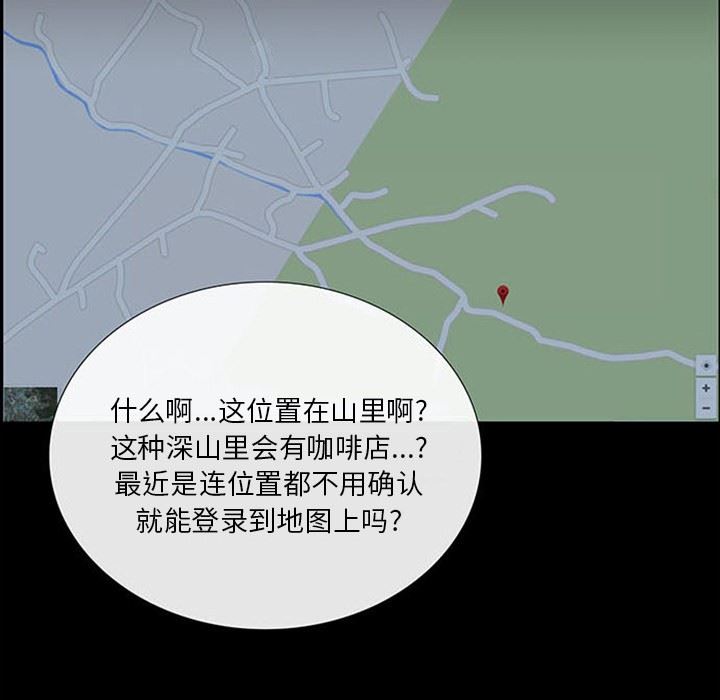 什么啊...这位置在山里啊?
这种深山里会有咖啡店...?
最近是连位置都不用确认
就能登录到地图上吗?